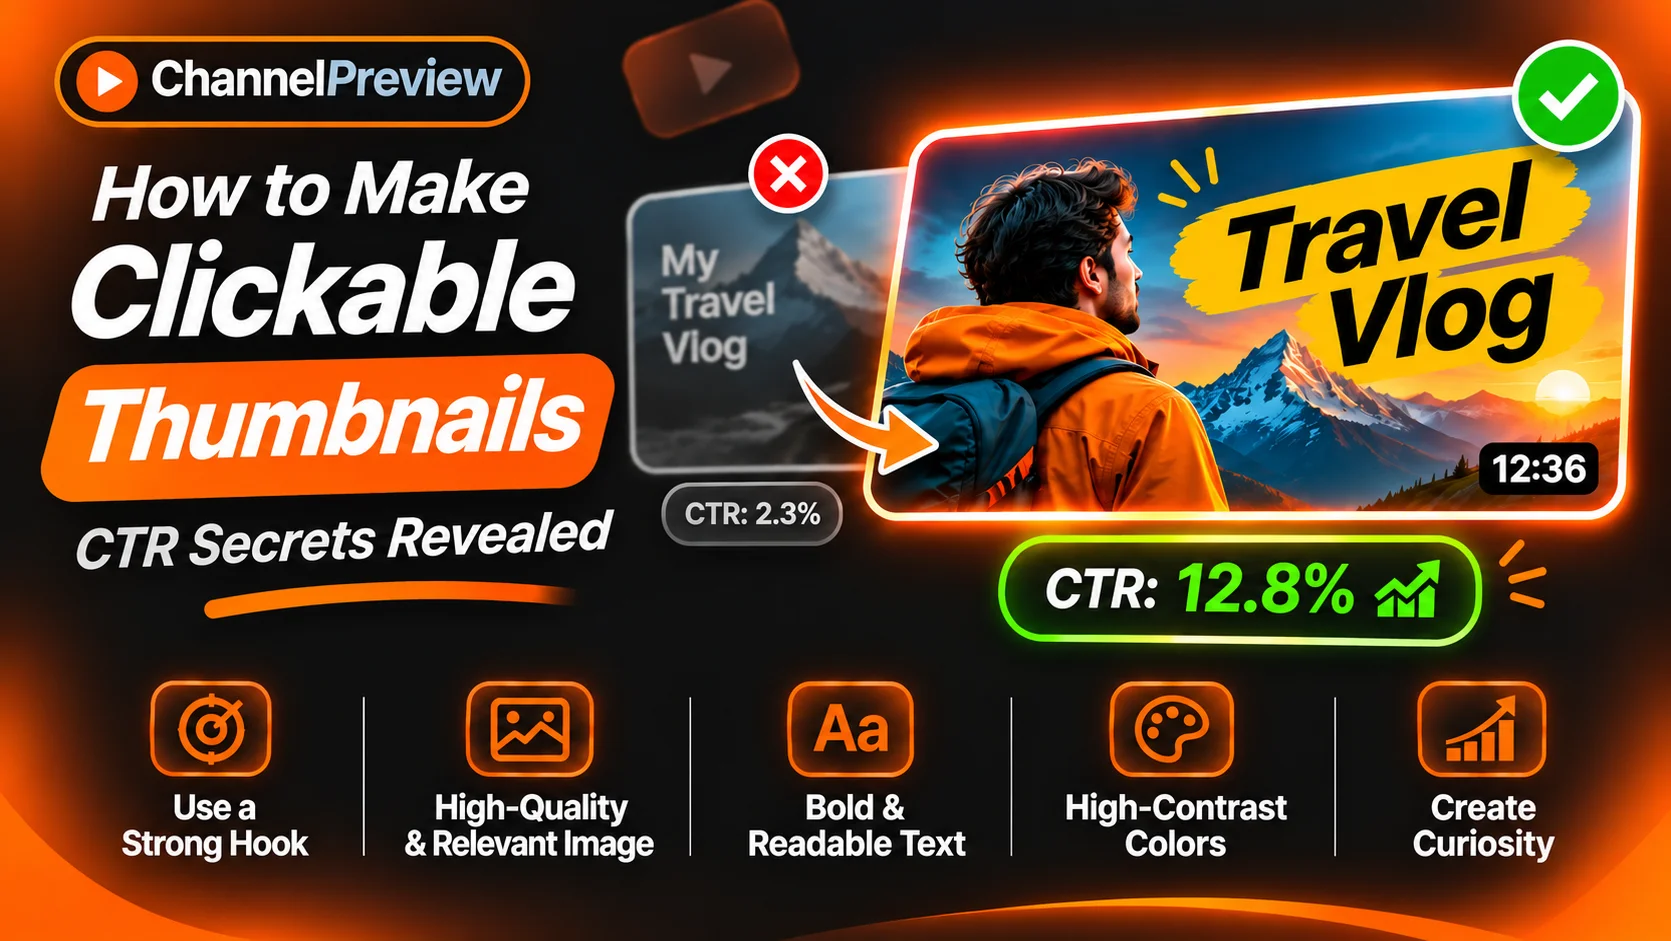 ChannelPreview
How to Make
Clickable
Thumbnails
CTR Secrets Revealed
My
Travel
Vlog
CTR: 2.3%
Travel
Vlog
12:36
CTR: 12.8%
Use a
Strong Hook
High-Quality
& Relevant Image
Aa
Bold &
Readable Text
High-Contrast
Colors
Create
Curiosity